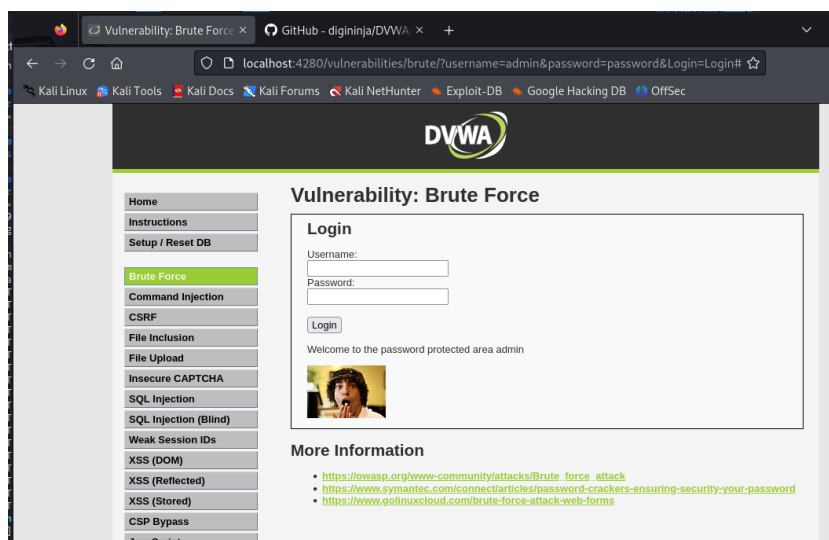 Vulnerability: Brute Force ×
GitHub - digininja/DVWA: ×
localhost:4280/vulnerabilities/brute/?username=admin&password=password&Login=Login#
Kali Linux Kali Tools Kali Docs Kali Forums Kali NetHunter Exploit-DB Google Hacking DB OffSec
DVWA
Home
Instructions
Setup / Reset DB
Brute Force
Command Injection
CSRF
File Inclusion
File Upload
Insecure CAPTCHA
SQL Injection
SQL Injection (Blind)
Weak Session IDs
XSS (DOM)
XSS (Reflected)
XSS (Stored)
CSP Bypass
Vulnerability: Brute Force
Login
Username:
Password:
Login
Welcome to the password protected area admin
More Information
https://owasp.org/www-community/attacks/Brute_force_attack
https://www.symantec.com/connect/articles/password-crackers-ensuring-security-your-password
https://www.golinuxcloud.com/brute-force-attack-web-forms